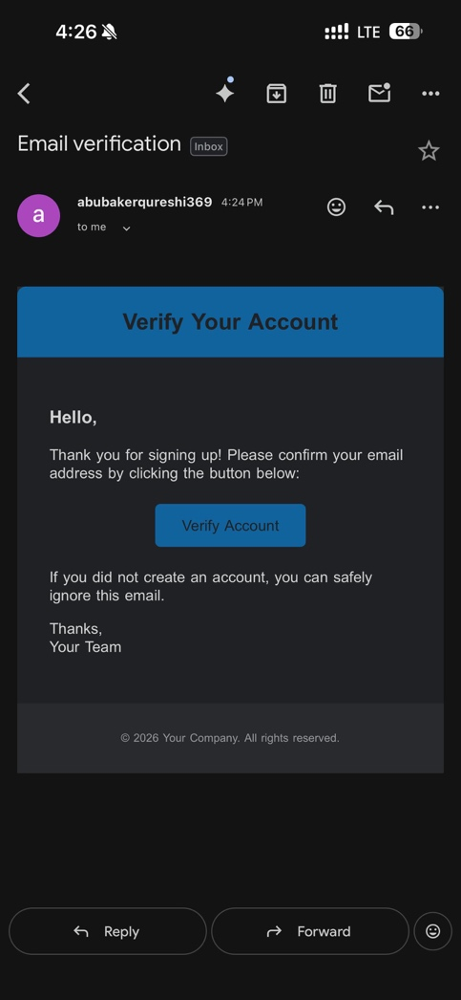 4:26
LTE
66
Email verification
Inbox
a
abubakerqureshi369 4:24 PM
to me
Verify Your Account
Hello,
Thank you for signing up! Please confirm your email
address by clicking the button below:
Verify Account
If you did not create an account, you can safely
ignore this email.
Thanks,
Your Team
© 2026 Your Company. All rights reserved.
Reply
Forward